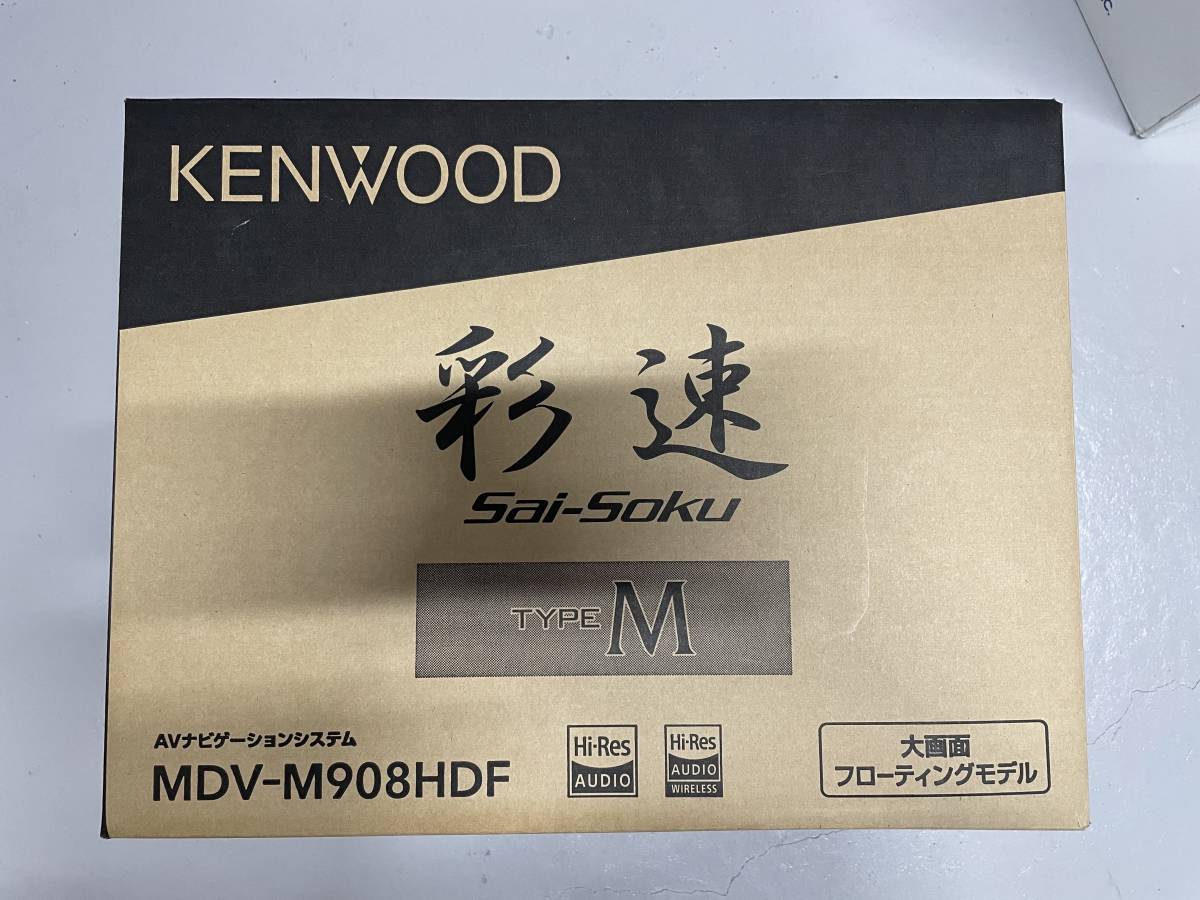 KENWOOD
彩速
Sai-Soku
TYPE M
AVナビゲーションシステム
MDV-M908HDF
Hi-Res
AUDIO
Hi-Res
AUDIO
WIRELESS
大画面
フローティングモデル